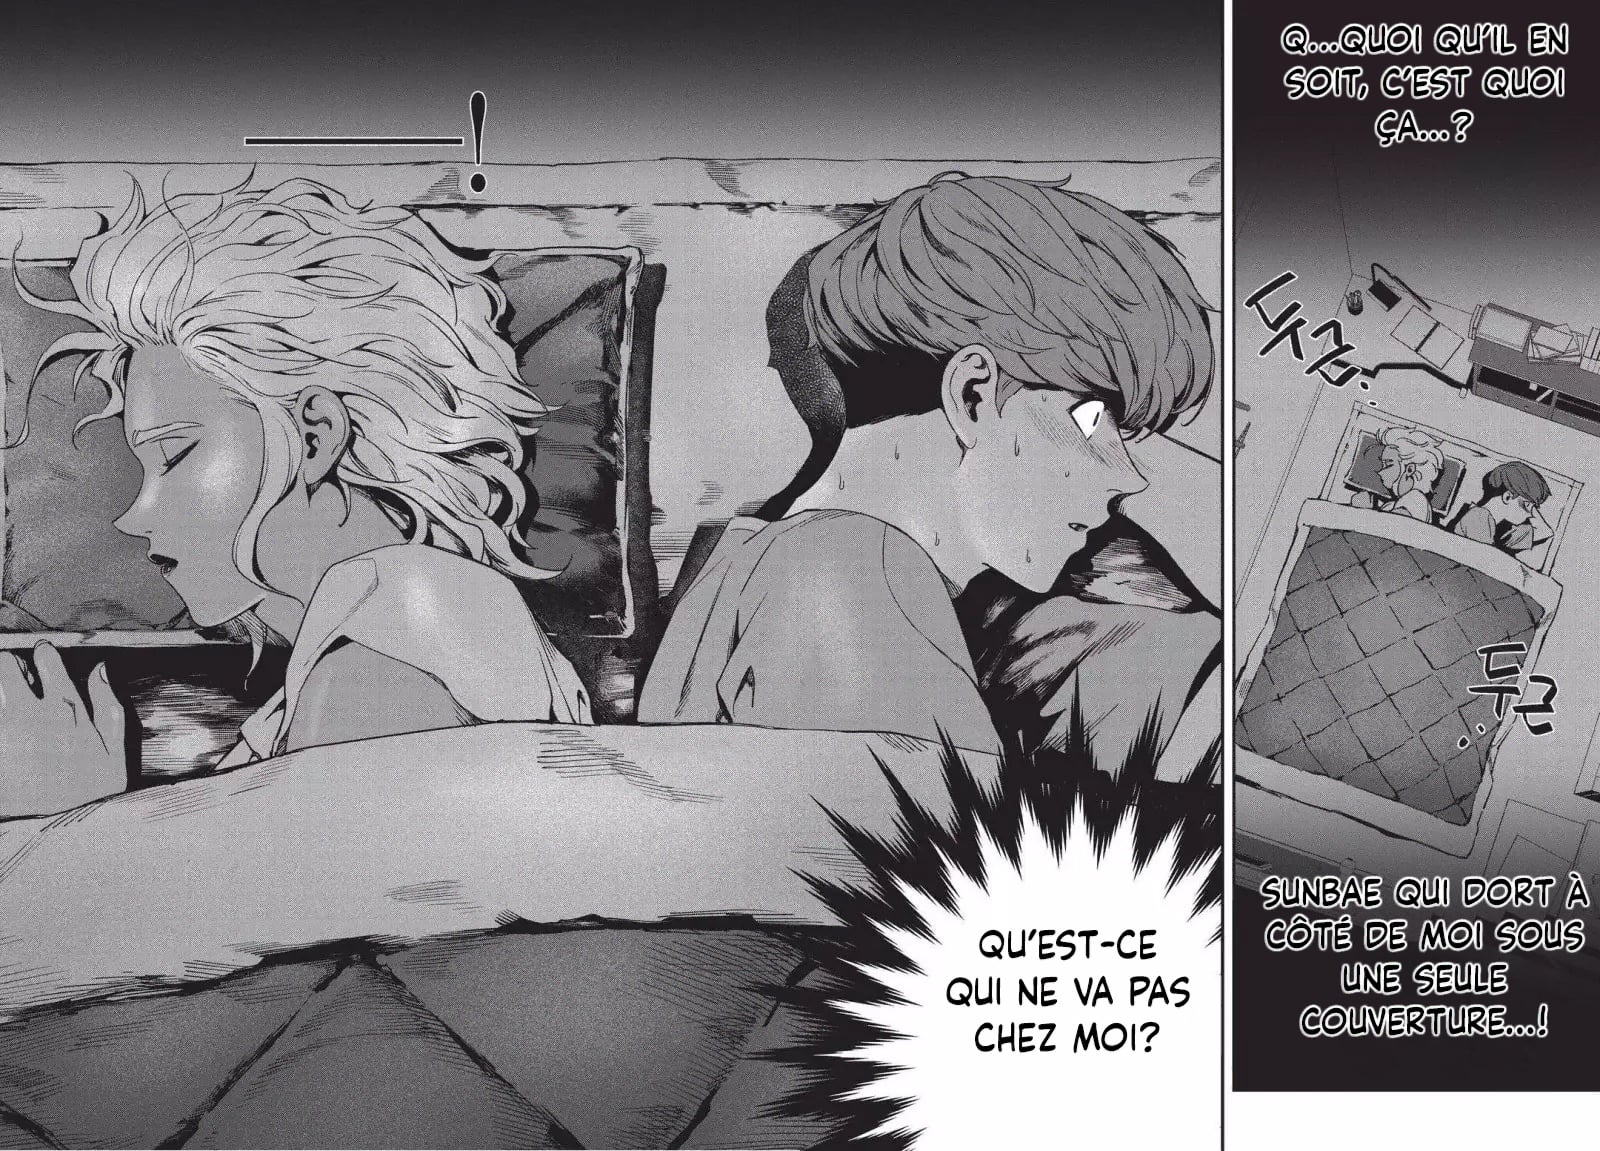 Q...QUOI QU'IL EN
SOIT, C'EST QUOI
ÇA...?
두근
두근
SUNBAE QUI DORT À
CÔTÉ DE MOI SOUS
UNE SEULE
COUVERTURE...!
!
QU'EST-CE
QUI NE VA PAS
CHEZ MOI?